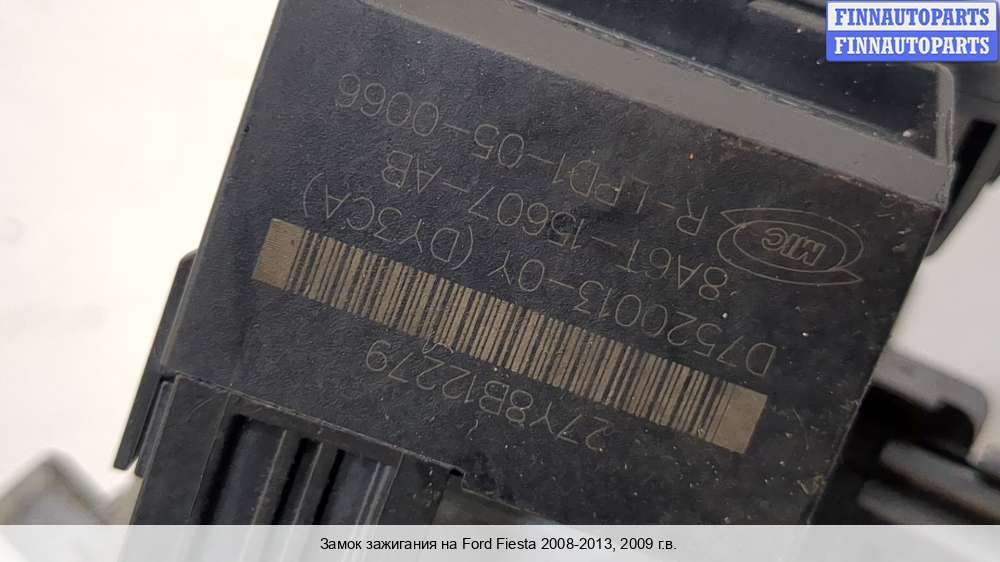 FINNAUTOPARTS
FINNAUTOPARTS
MIC
R-LPD1-05-0066
8A6T-15607-AB
D7520013-0Y (DY3CA)
27Y8B12279
Замок зажигания на Ford Fiesta 2008-2013, 2009 г.в.